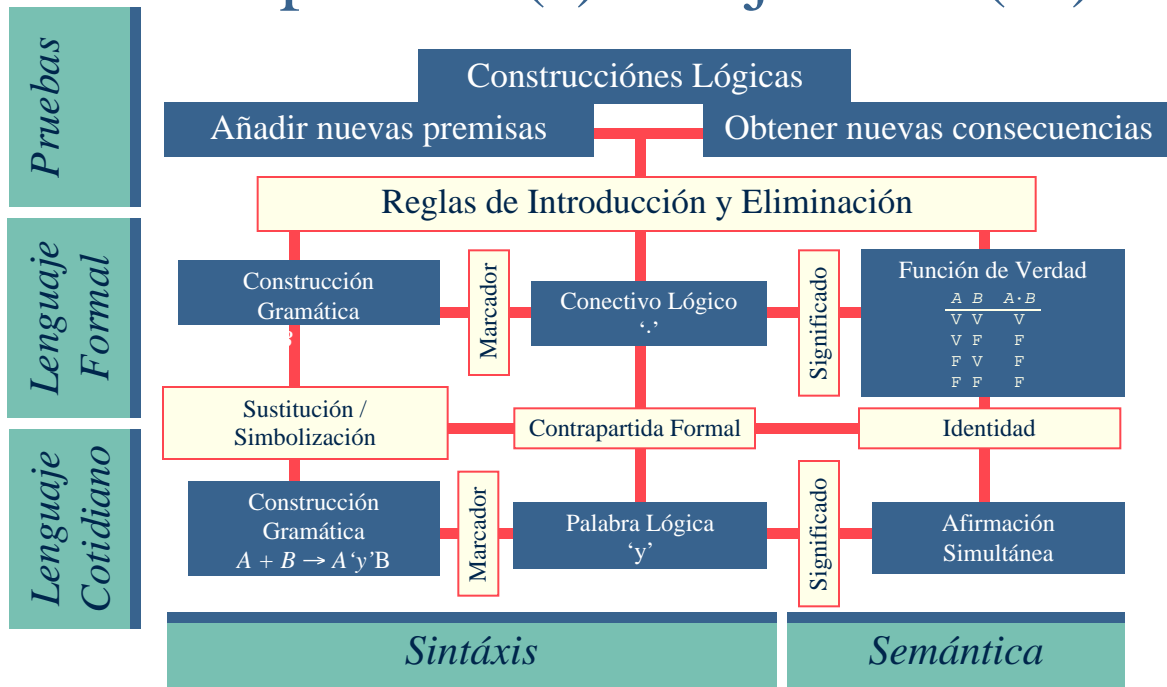 Pruebas
Construcciónes Lógicas
Añadir nuevas premisas
Obtener nuevas consecuencias
Reglas de Introducción y Eliminación
Lenguaje
Formal
Construcción
Gramática
Marcador
Conectivo Lógico
‘·’
Significado
Función de Verdad
A B A·B
V V V
V F F
F V F
F F F
Sustitución /
Simbolización
Contrapartida Formal
Identidad
Lenguaje
Cotidiano
Construcción
Gramática
A + B → A‘y’B
Marcador
Palabra Lógica
‘y’
Significado
Afirmación
Simultánea
Sintáxis
Semántica